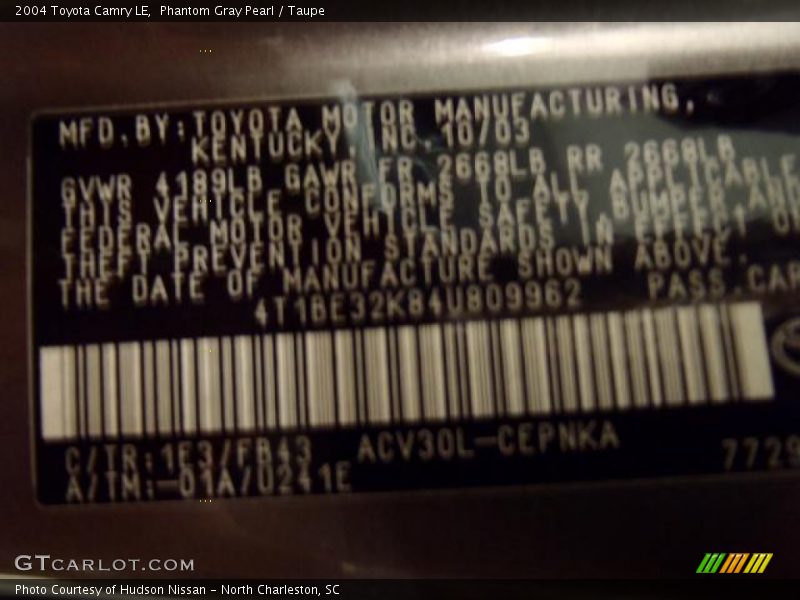 2004 Toyota Camry LE,  Phantom Gray Pearl / Taupe
MFD.BY:TOYOTA MOTOR MANUFACTURING,
KENTUCKY INC.10/03
GVWR 4189LB GAWR FR 2668LB RR 2668LB
THIS VEHICLE CONFORMS TO ALL APPLICABLE
FEDERAL MOTOR VEHICLE SAFETY,BUMPER,AND
THEFT PREVENTION STANDARDS IN EFFECT ON
THE DATE OF MANUFACTURE SHOWN ABOVE.
4T1BE32K84U809962 PASS.CAR
C/TR:1E3/FB43 ACV30L-CEPNKA
A/TM:-01A/U241E 7729
GTCARLOT.COM
Photo Courtesy of Hudson Nissan - North Charleston, SC